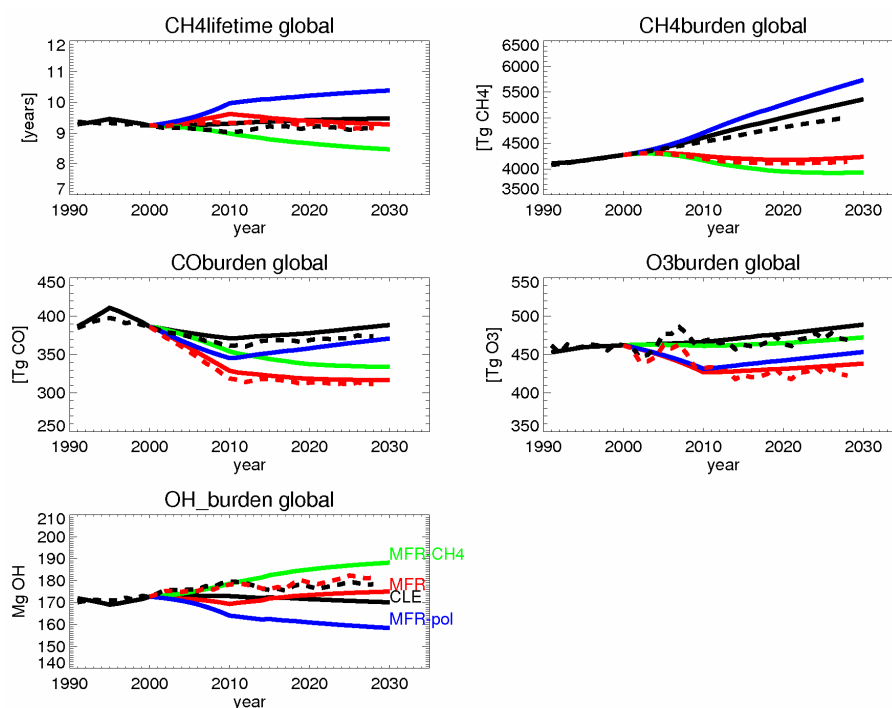 CH4lifetime global
CH4burden global
12
11
10
9
8
7
[years]
1990 2000 2010 2020 2030
year
6500
6000
5500
5000
4500
4000
3500
[Tg CH4]
1990 2000 2010 2020 2030
year
COburden global
O3burden global
450
400
350
300
250
[Tg CO]
1990 2000 2010 2020 2030
year
550
500
450
400
350
[Tg O3]
1990 2000 2010 2020 2030
year
OH_burden global
210
200
190
180
170
160
150
140
Mg OH
MFR-CH4
MFR
CLE
MFR-pol
1990 2000 2010 2020 2030
year